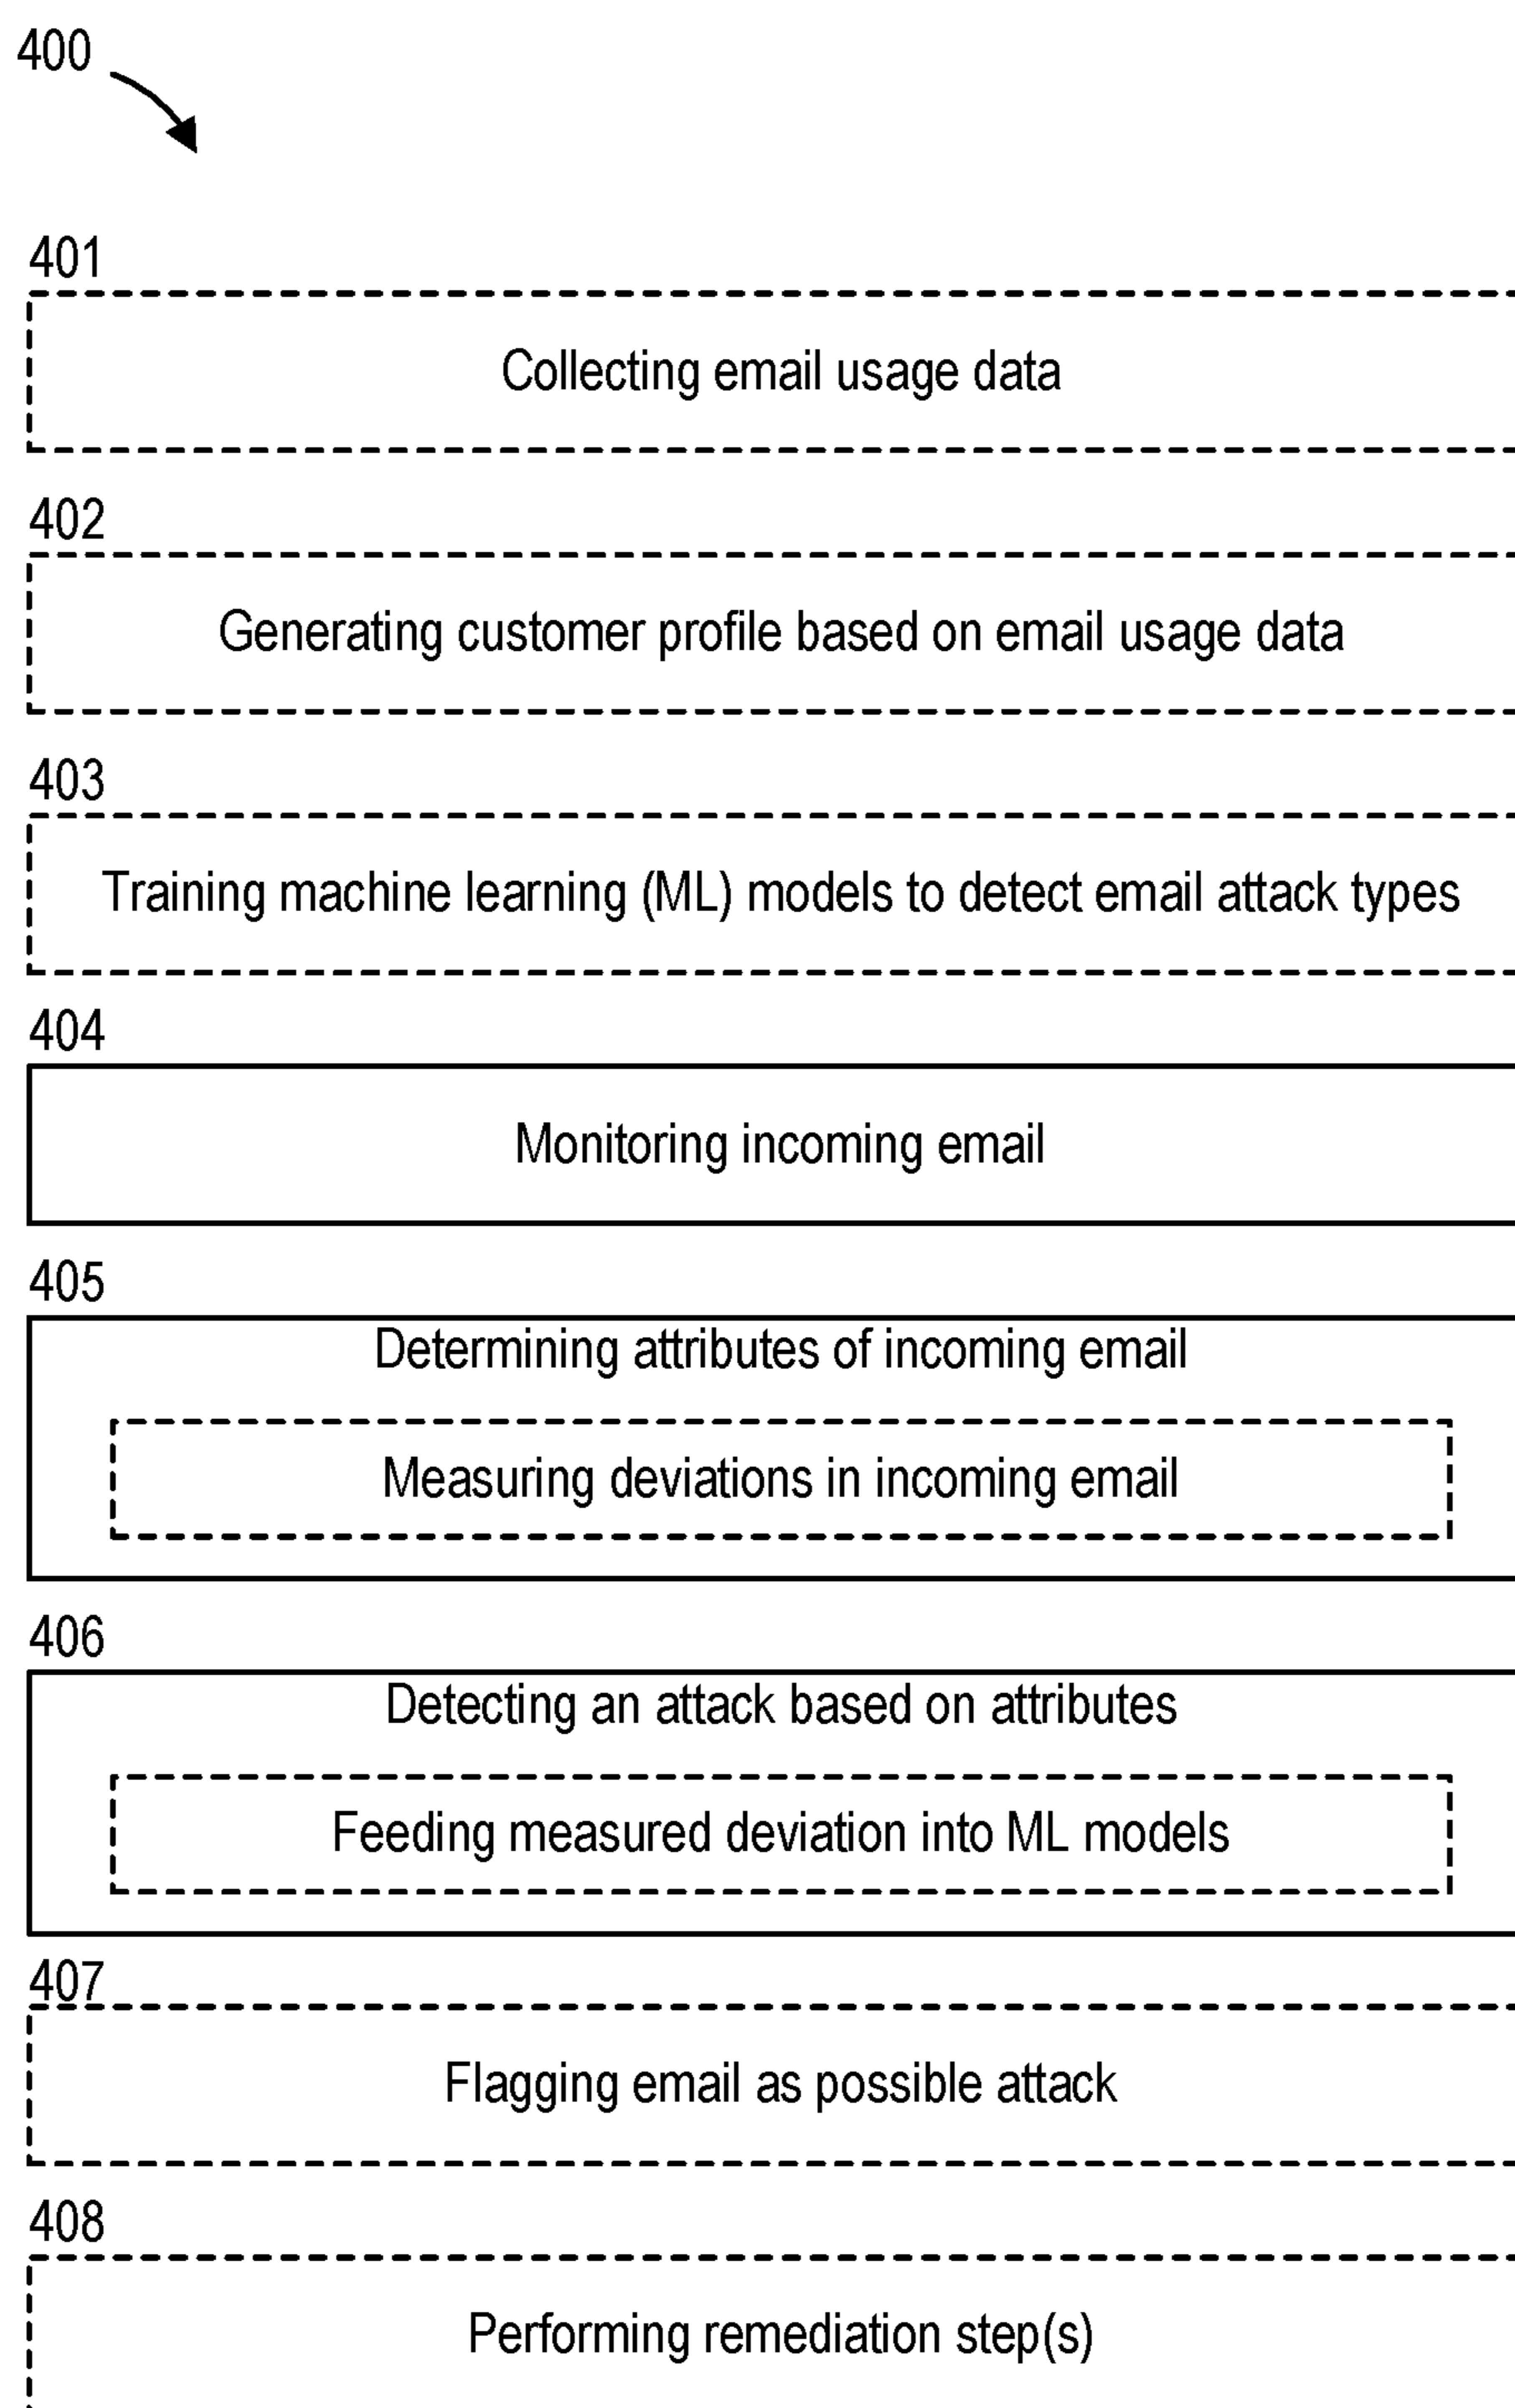 400
401
Collecting email usage data
402
Generating customer profile based on email usage data
403
Training machine learning (ML) models to detect email attack types
404
Monitoring incoming email
405
Determining attributes of incoming email
Measuring deviations in incoming email
406
Detecting an attack based on attributes
Feeding measured deviation into ML models
407
Flagging email as possible attack
408
Performing remediation step(s)